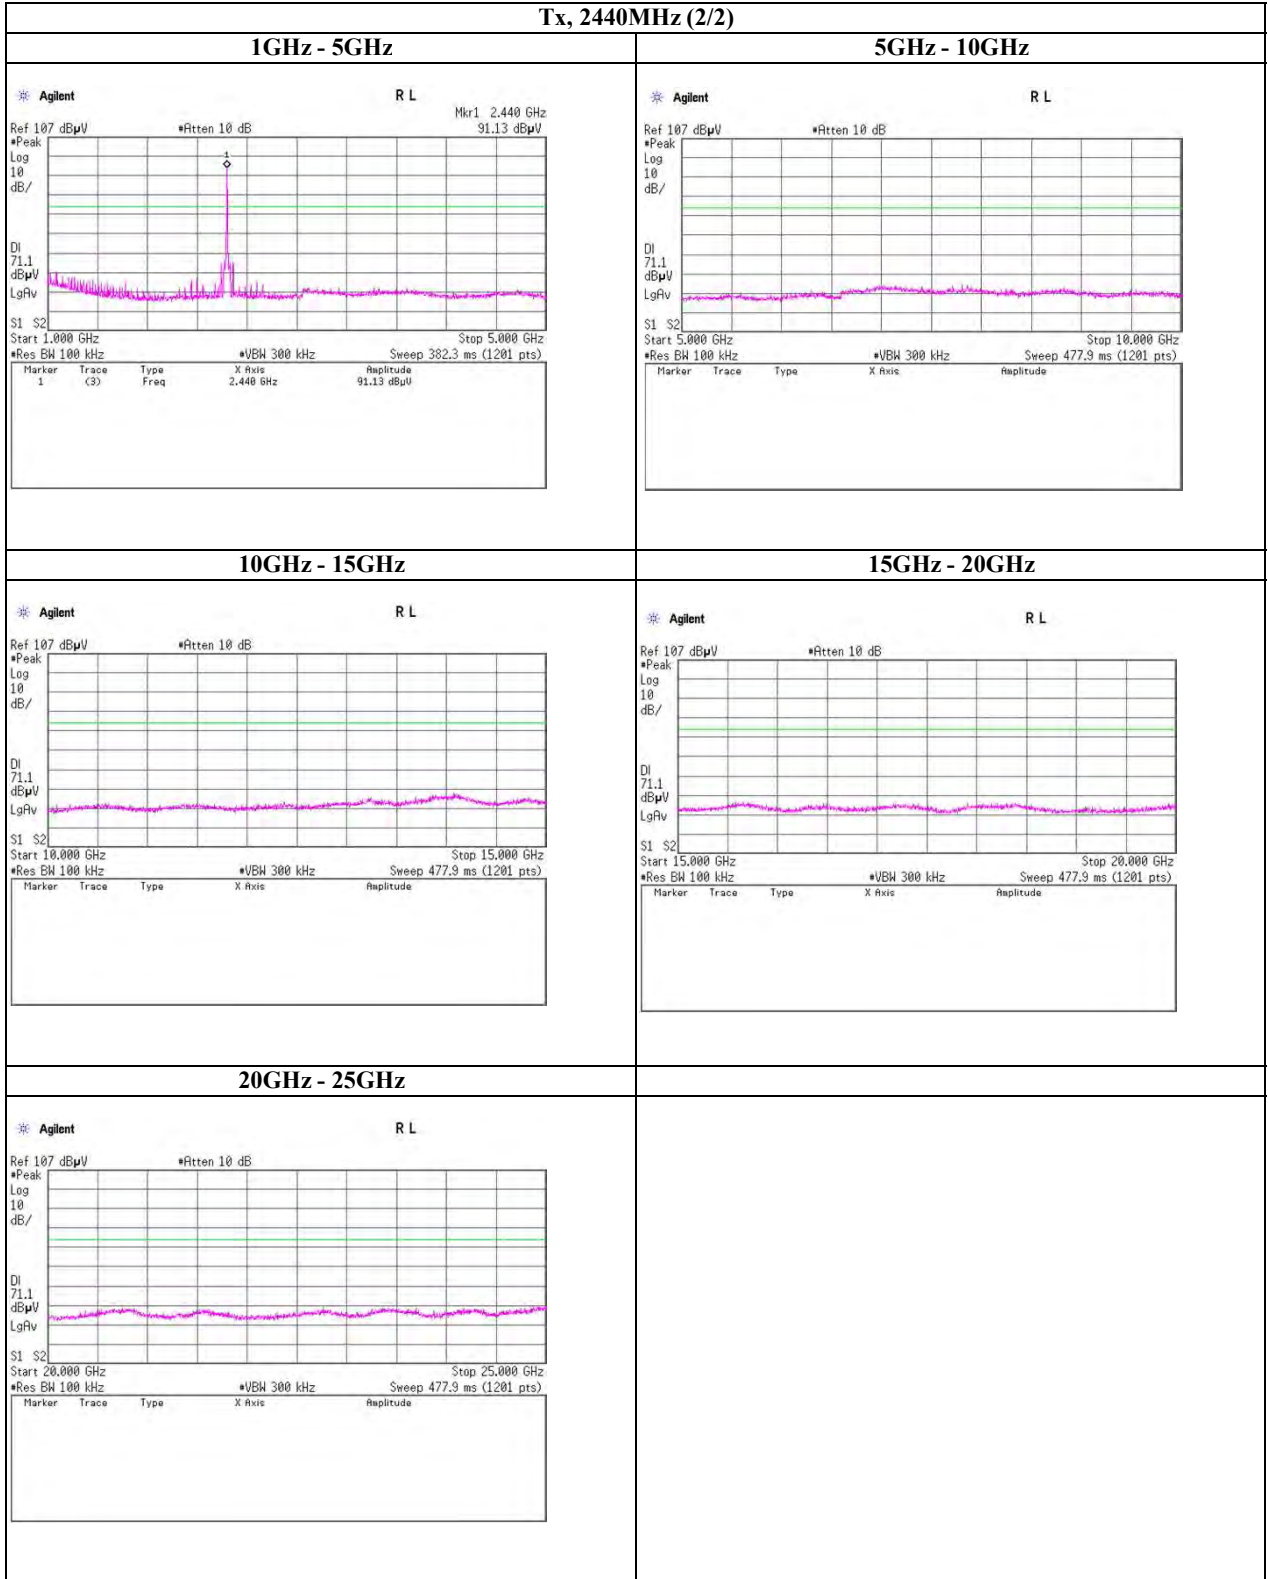 Tx, 2440MHz (2/2)
1GHz - 5GHz
5GHz - 10GHz
Agilent R L
Mkr1 2.440 GHz
Ref 107 dBµV #Atten 10 dB 91.13 dBµV
#Peak
Log
10
dB/
1
DI
71.1
dBµV
LgAv
S1 S2
Start 1.000 GHz Stop 5.000 GHz
#Res BW 100 kHz #VBW 300 kHz Sweep 382.3 ms (1201 pts)
Marker Trace Type X Axis Amplitude
1 (3) Freq 2.440 GHz 91.13 dBµV
Agilent R L
Ref 107 dBµV #Atten 10 dB
#Peak
Log
10
dB/
DI
71.1
dBµV
LgAv
S1 S2
Start 5.000 GHz Stop 10.000 GHz
#Res BW 100 kHz #VBW 300 kHz Sweep 477.9 ms (1201 pts)
Marker Trace Type X Axis Amplitude
10GHz - 15GHz
15GHz - 20GHz
Agilent R L
Ref 107 dBµV #Atten 10 dB
#Peak
Log
10
dB/
DI
71.1
dBµV
LgAv
S1 S2
Start 10.000 GHz Stop 15.000 GHz
#Res BW 100 kHz #VBW 300 kHz Sweep 477.9 ms (1201 pts)
Marker Trace Type X Axis Amplitude
Agilent R L
Ref 107 dBµV #Atten 10 dB
#Peak
Log
10
dB/
DI
71.1
dBµV
LgAv
S1 S2
Start 15.000 GHz Stop 20.000 GHz
#Res BW 100 kHz #VBW 300 kHz Sweep 477.9 ms (1201 pts)
Marker Trace Type X Axis Amplitude
20GHz - 25GHz
Agilent R L
Ref 107 dBµV #Atten 10 dB
#Peak
Log
10
dB/
DI
71.1
dBµV
LgAv
S1 S2
Start 20.000 GHz Stop 25.000 GHz
#Res BW 100 kHz #VBW 300 kHz Sweep 477.9 ms (1201 pts)
Marker Trace Type X Axis Amplitude